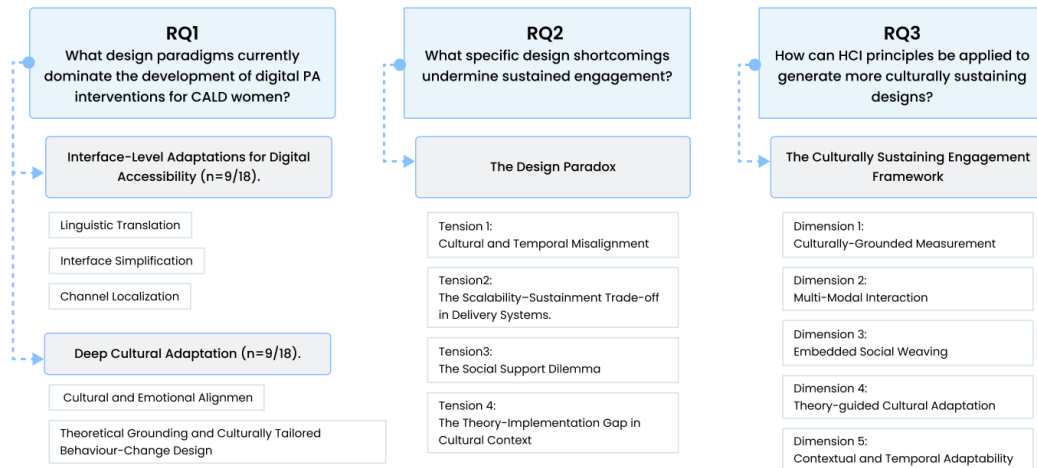 RQ1
What design paradigms currently
dominate the development of digital PA
interventions for CALD women?
Interface-Level Adaptations for Digital
Accessibility (n=9/18).
Linguistic Translation
Interface Simplification
Channel Localization
Deep Cultural Adaptation (n=9/18).
Cultural and Emotional Alignmen
Theoretical Grounding and Culturally Tailored
Behaviour-Change Design
RQ2
What specific design shortcomings
undermine sustained engagement?
The Design Paradox
Tension 1:
Cultural and Temporal Misalignment
Tension2:
The Scalability–Sustainment Trade-off
in Delivery Systems.
Tension3:
The Social Support Dilemma
Tension 4:
The Theory-Implementation Gap in
Cultural Context
RQ3
How can HCI principles be applied to
generate more culturally sustaining
designs?
The Culturally Sustaining Engagement
Framework
Dimension 1:
Culturally-Grounded Measurement
Dimension 2:
Multi-Modal Interaction
Dimension 3:
Embedded Social Weaving
Dimension 4:
Theory-guided Cultural Adaptation
Dimension 5:
Contextual and Temporal Adaptability